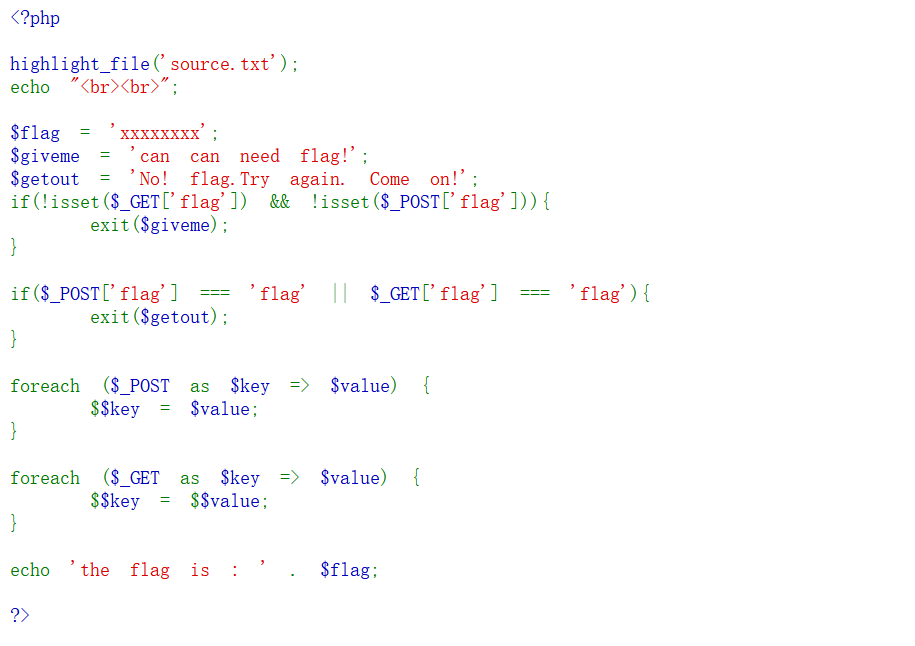 <?php
highlight_file('source.txt');
echo "<br><br>";
$flag = 'xxxxxxxx';
$giveme = 'can can need flag!';
$getout = 'No! flag.Try again. Come on!';
if(!isset($_GET['flag']) && !isset($_POST['flag'])){
exit($giveme);
}
if($_POST['flag'] === 'flag' || $_GET['flag'] === 'flag'){
exit($getout);
}
foreach ($_POST as $key => $value) {
$$key = $value;
}
foreach ($_GET as $key => $value) {
$$key = $$value;
}
echo 'the flag is : ' . $flag;
?>